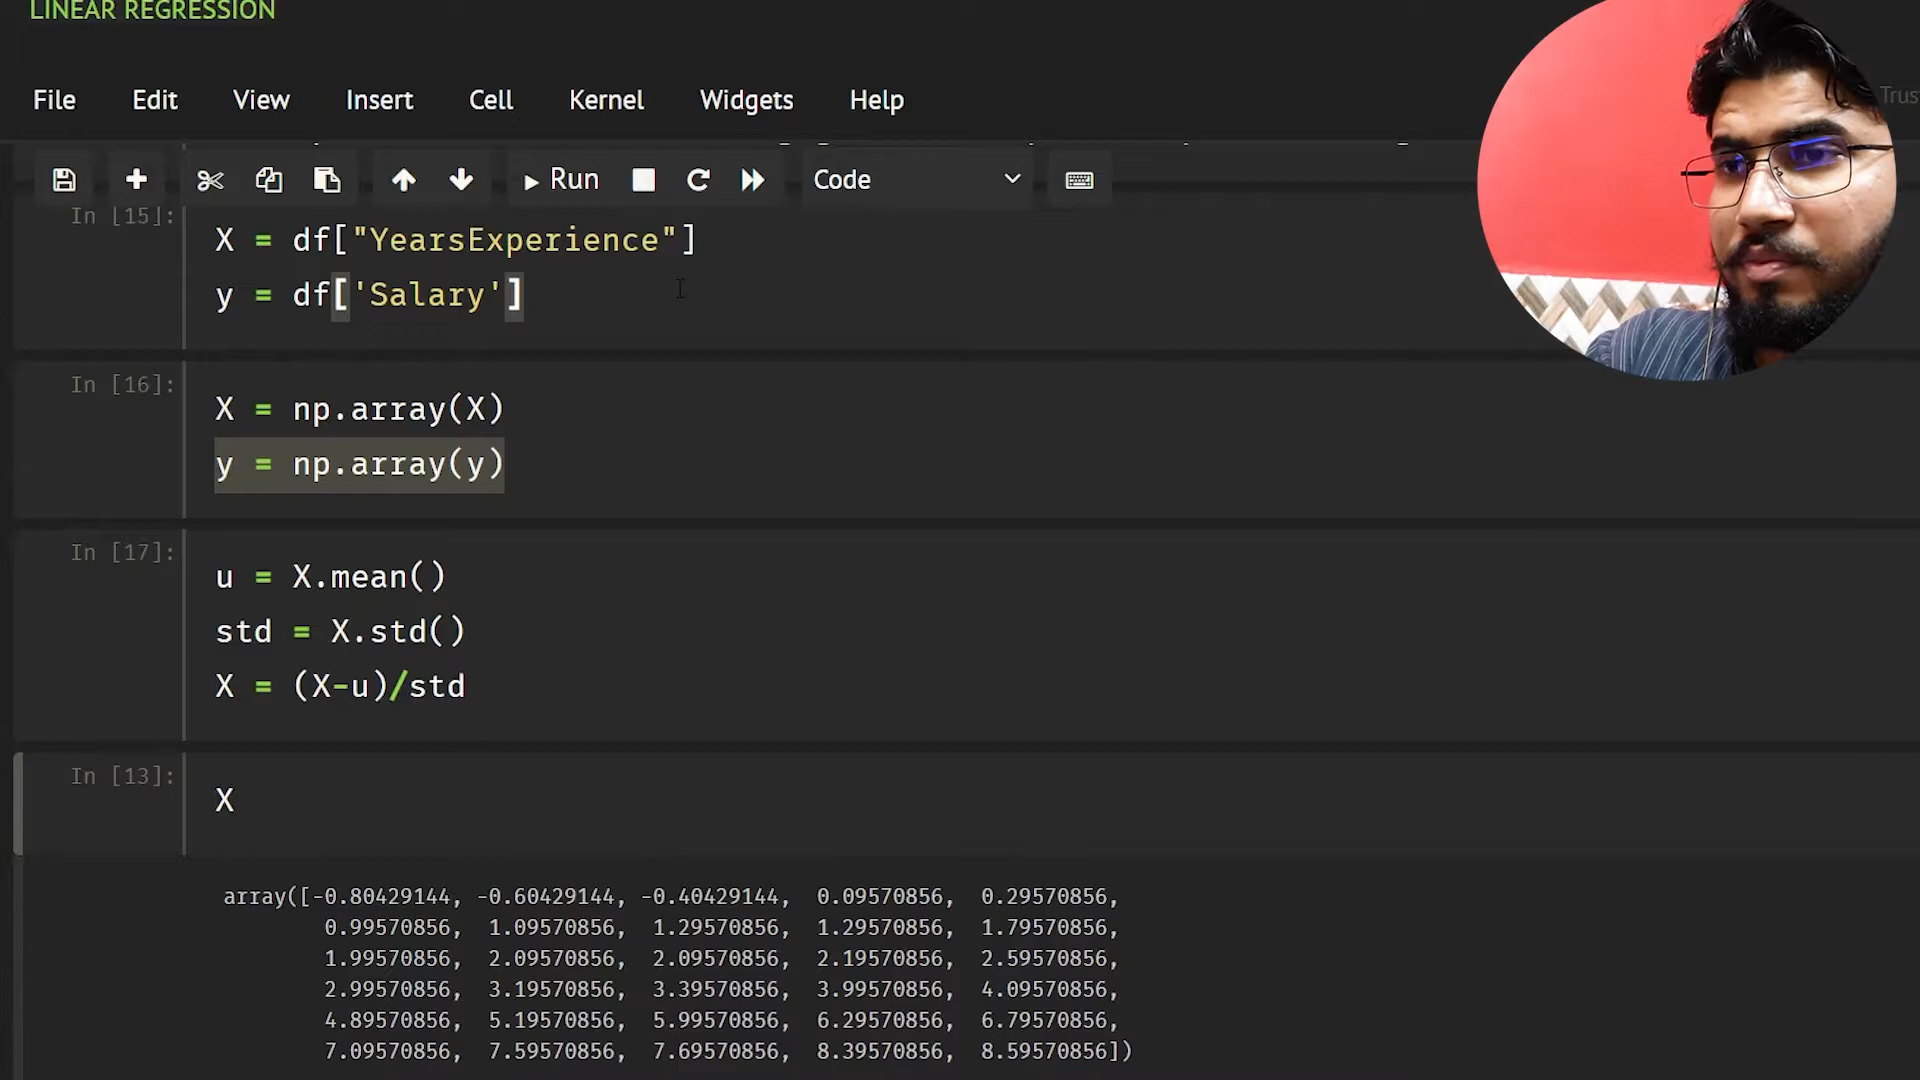 LINEAR REGRESSION
File Edit View Insert Cell Kernel Widgets Help
Trus
Run Code
In [15]:
X = df["YearsExperience"]
y = df['Salary']
In [16]:
X = np.array(X)
y = np.array(y)
In [17]:
u = X.mean()
std = X.std()
X = (X-u)/std
In [13]:
X
array([-0.80429144, -0.60429144, -0.40429144, 0.09570856, 0.29570856,
0.99570856, 1.09570856, 1.29570856, 1.29570856, 1.79570856,
1.99570856, 2.09570856, 2.09570856, 2.19570856, 2.59570856,
2.99570856, 3.19570856, 3.39570856, 3.99570856, 4.09570856,
4.89570856, 5.19570856, 5.99570856, 6.29570856, 6.79570856,
7.09570856, 7.59570856, 7.69570856, 8.39570856, 8.59570856])